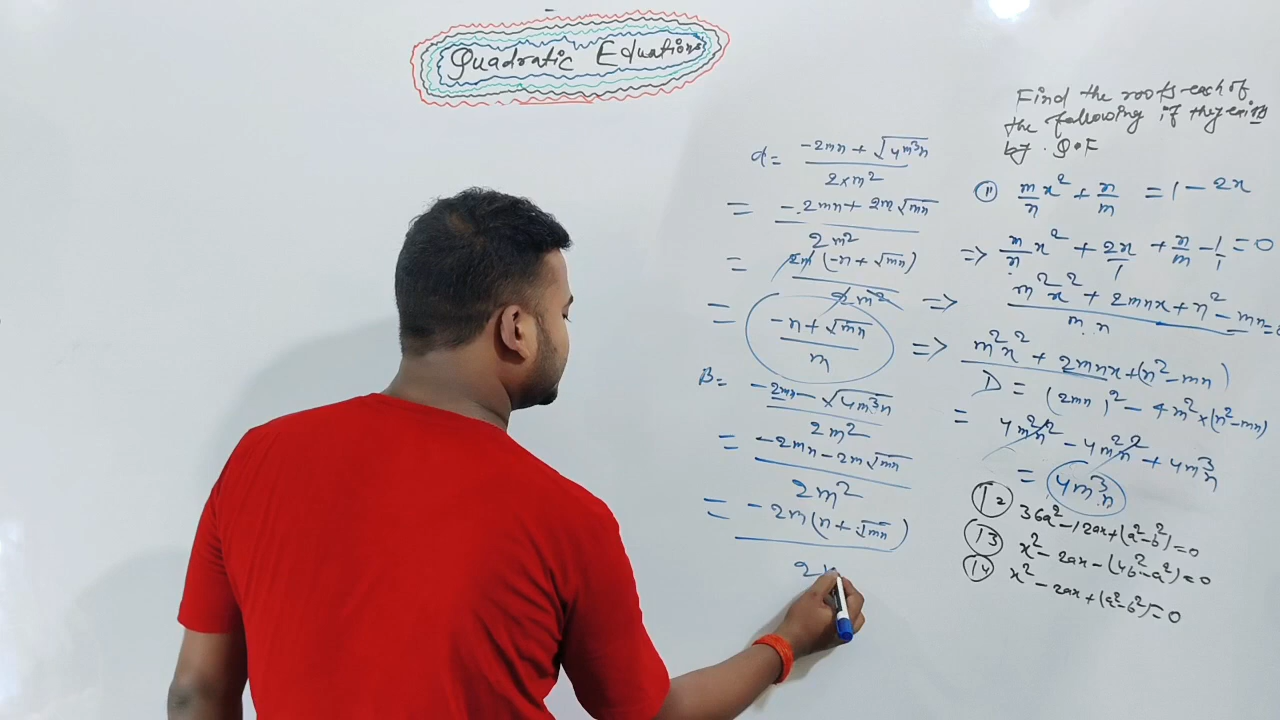 Quadratic Equations
Find the roots each of
the following if they exists
by . Q.F
α = (-2mn + √4m³n)/(2×m²)
= (-2mn + 2m√mn)/(2m²)
= (2m(-n + √mn))/(2m²)
= (-n + √mn)/m
β = (-2mn - √4m³n)/(2m²)
= (-2mn - 2m√mn)/(2m²)
= (-2m(n + √mn))/(2m
(11) (m/n)x² + n/m = 1 - 2x
=> (m/n)x² + 2x/1 + n/m - 1/1 = 0
=> (m²x² + 2mnx + n² - mn)/(m.n) = 0
=> m²x² + 2mnx + (n² - mn)
D = (2mn)² - 4m²×(n² - mn)
= 4m²n² - 4m²n² + 4m³n
= 4m³n
(12) 36a² - 12ax + (a² - b²) = 0
(13) x² - 2ax - (4b² - a²) = 0
(14) x² - 2ax + (a² - b²) = 0